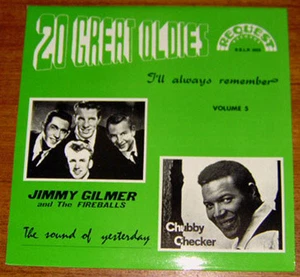 20 GREAT OLDIES
REQUEST
I'll always remember
VOLUME 5
JIMMY GILMER
and The FIREBALLS
Chubby
Checker
The sound of yesterday